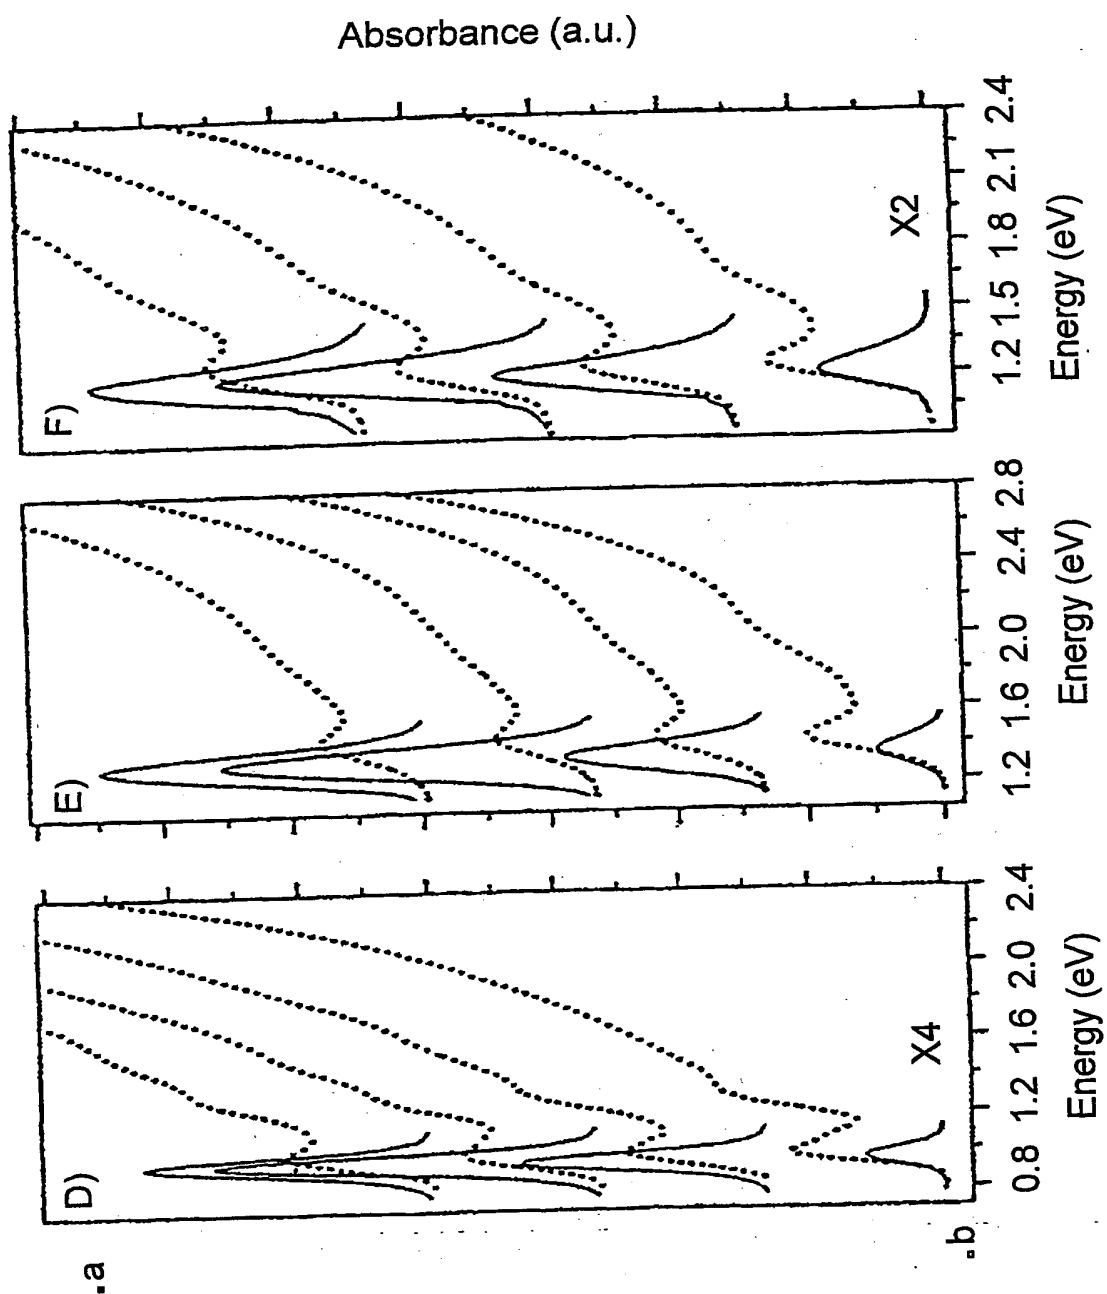 Absorbance (a.u.)
F)
X2
1.2 1.5 1.8 2.1 2.4
Energy (eV)
E)
1.2 1.6 2.0 2.4 2.8
Energy (eV)
D)
X4
0.8 1.2 1.6 2.0 2.4
Energy (eV)
.a
.b